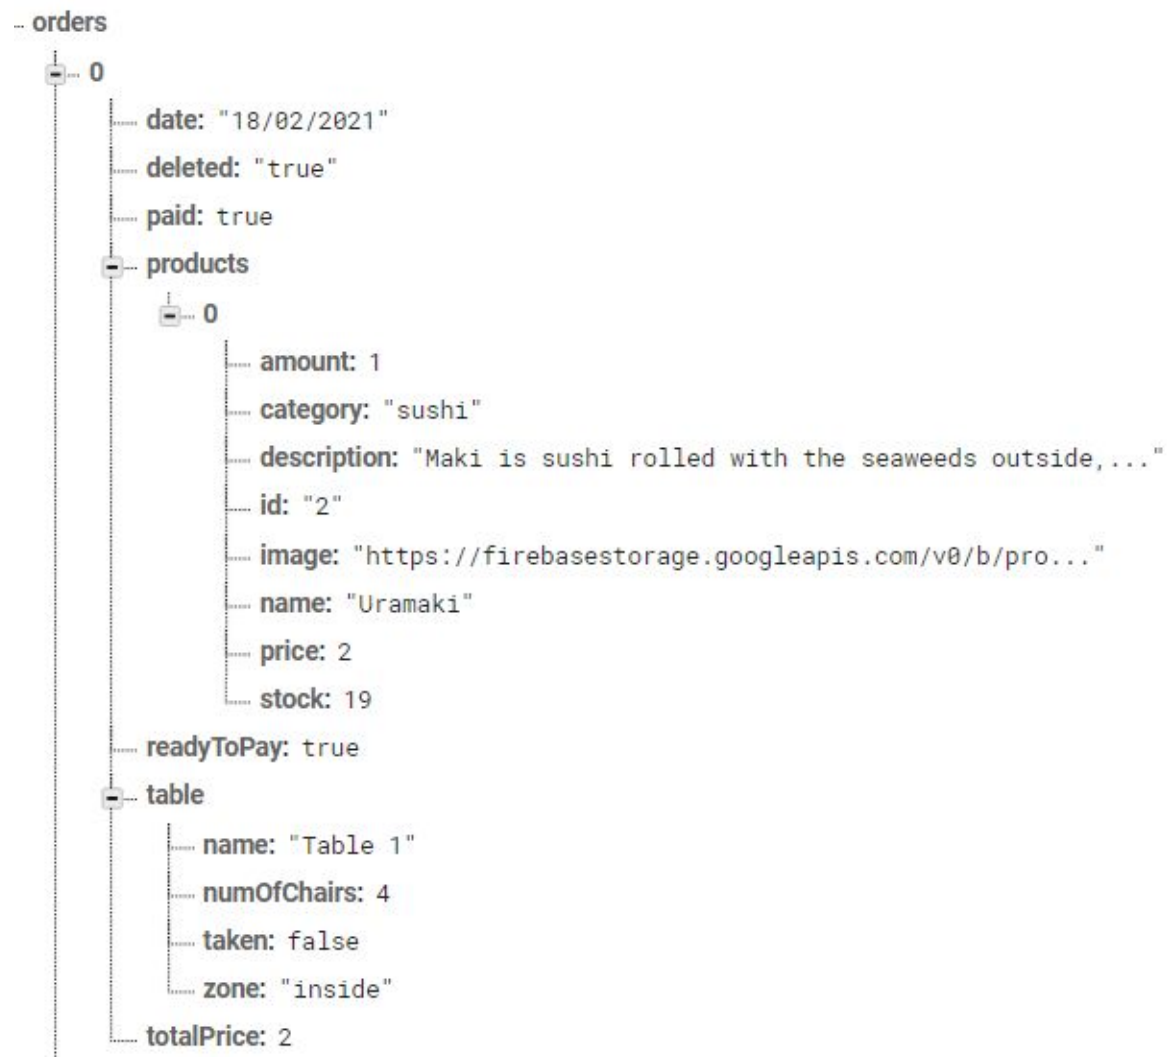 orders
0
date: "18/02/2021"
deleted: "true"
paid: true
products
0
amount: 1
category: "sushi"
description: "Maki is sushi rolled with the seaweeds outside,..."
id: "2"
image: "https://firebasestorage.googleapis.com/v0/b/pro..."
name: "Uramaki"
price: 2
stock: 19
readyToPay: true
table
name: "Table 1"
numOfChairs: 4
taken: false
zone: "inside"
totalPrice: 2